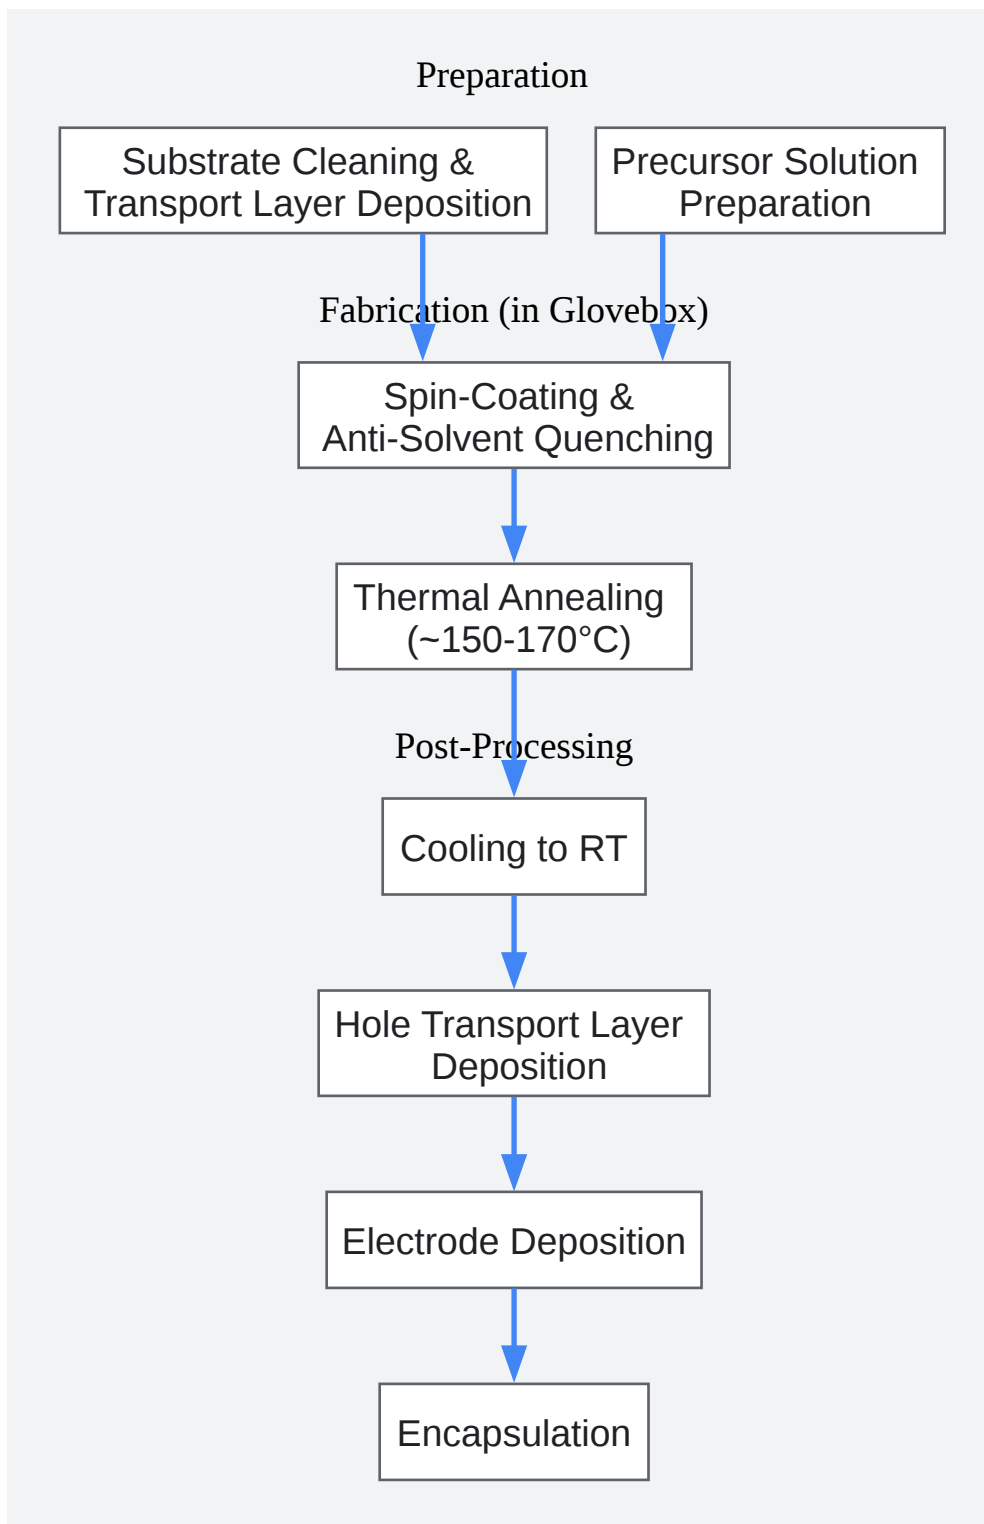 Preparation
Substrate Cleaning &
Transport Layer Deposition
Precursor Solution
Preparation
Fabrication (in Glovebox)
Spin-Coating &
Anti-Solvent Quenching
Thermal Annealing
(~150-170°C)
Post-Processing
Cooling to RT
Hole Transport Layer
Deposition
Electrode Deposition
Encapsulation